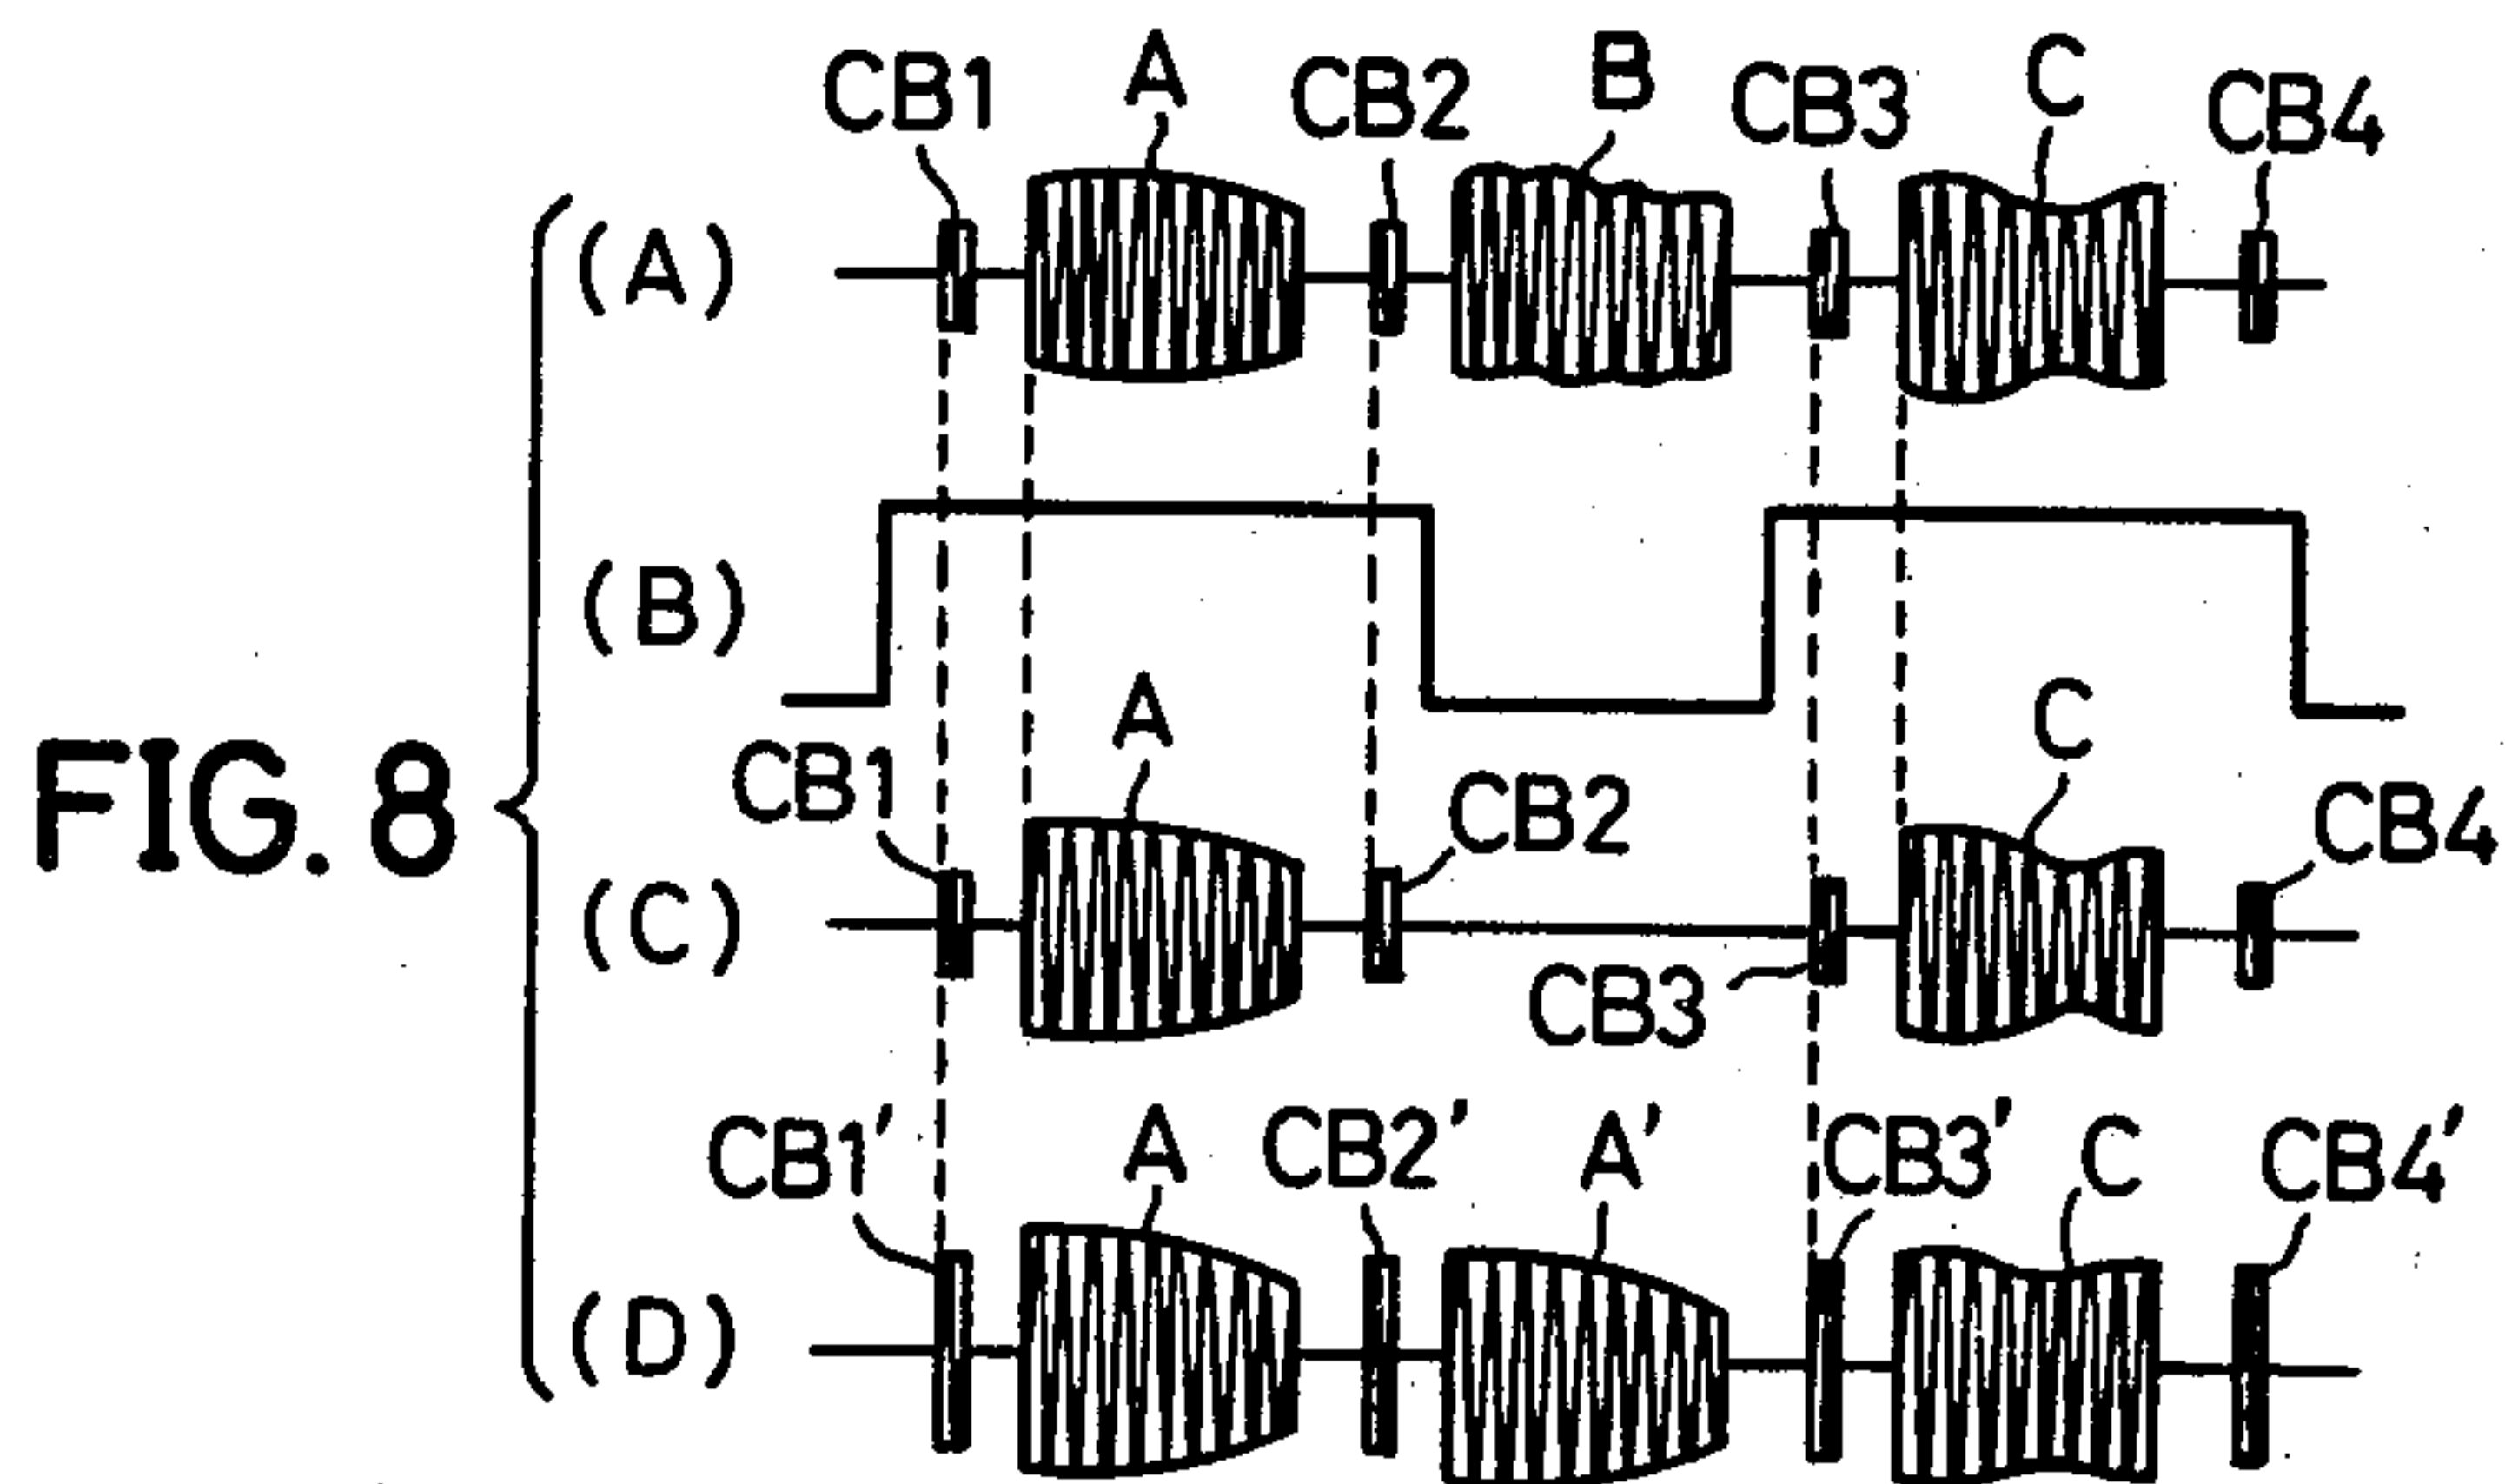 CB1 A CB2 B CB3 C CB4
(A)
(B)
A C
CB1 CB2 CB4
FIG. 8
(C)
CB3
CB1' A CB2' A' CB3' C CB4'
(D)